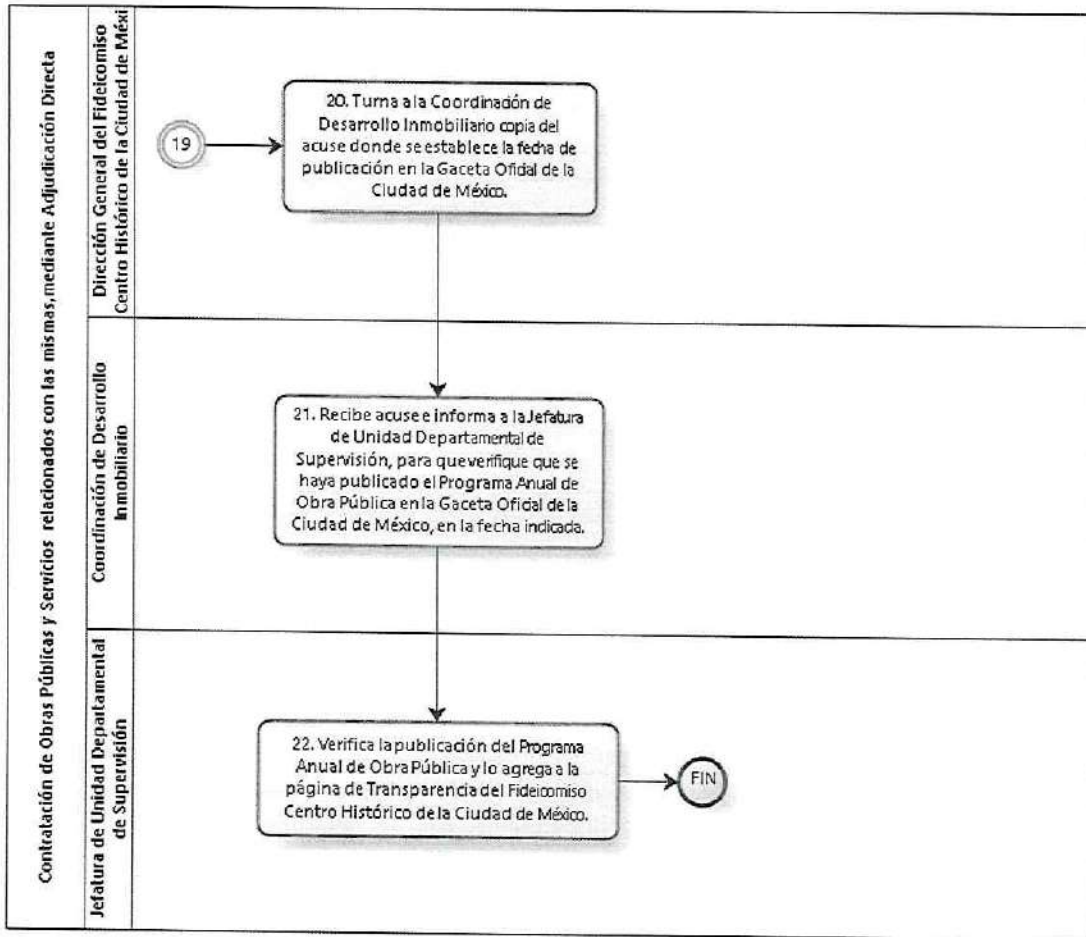 Contratación de Obras Públicas y Servicios relacionados con las mismas, mediante Adjudicación Directa
Dirección General del Fideicomiso
Centro Histórico de la Ciudad de Méxi
19
20. Turna a la Coordinación de
Desarrollo Inmobiliario copia del
acuse donde se establece la fecha de
publicación en la Gaceta Oficial de la
Ciudad de México.
Coordinación de Desarrollo
Inmobiliario
21. Recibe acuse e informa a la Jefatura
de Unidad Departamental de
Supervisión, para que verifique que se
haya publicado el Programa Anual de
Obra Pública en la Gaceta Oficial de la
Ciudad de México, en la fecha indicada.
Jefatura de Unidad Departamental
de Supervisión
22. Verifica la publicación del Programa
Anual de Obra Pública y lo agrega a la
página de Transparencia del Fideicomiso
Centro Histórico de la Ciudad de México.
FIN